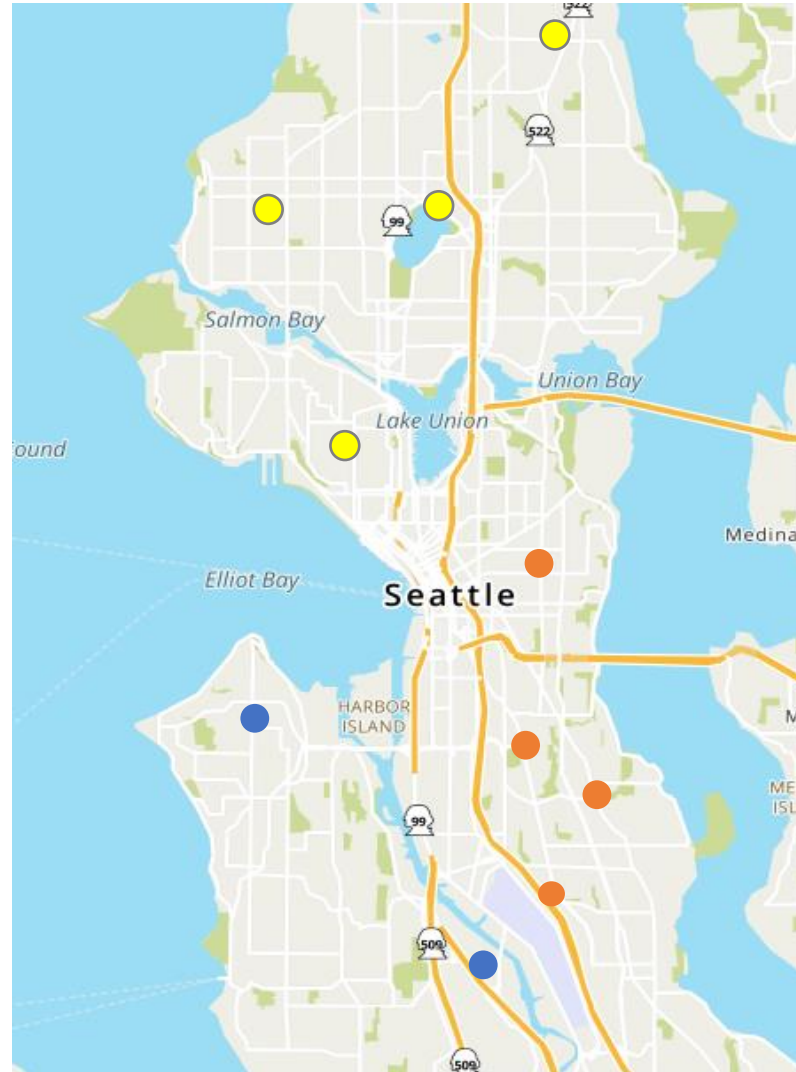 522
522
99
Salmon Bay
Union Bay
Lake Union
ound
Medina
Elliot Bay
Seattle
HARBOR
ISLAND
M
ME
ISL
99
509
509